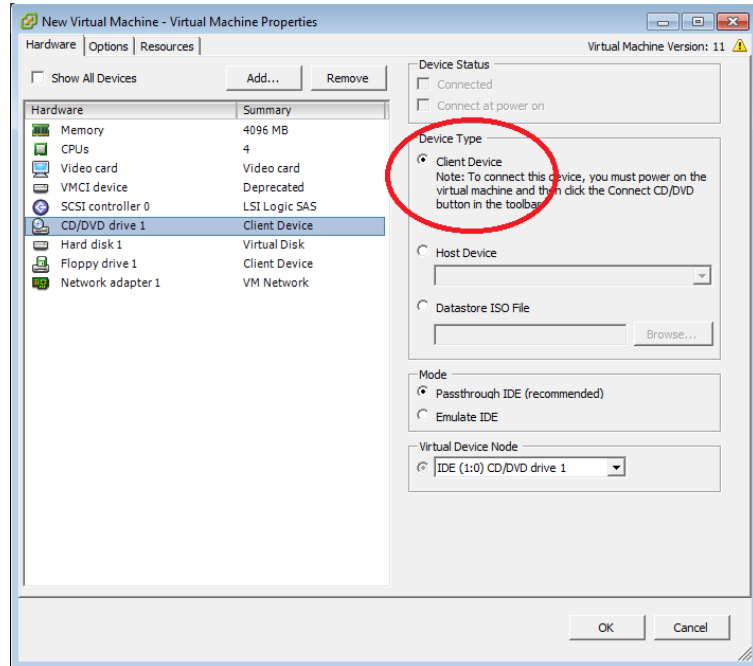 New Virtual Machine - Virtual Machine Properties
Hardware Options Resources Virtual Machine Version: 11
Show All Devices Add... Remove
Hardware Summary
Memory 4096 MB
CPUs 4
Video card Video card
VMCI device Deprecated
SCSI controller 0 LSI Logic SAS
CD/DVD drive 1 Client Device
Hard disk 1 Virtual Disk
Floppy drive 1 Client Device
Network adapter 1 VM Network
Device Status
Connected
Connect at power on
Device Type
Client Device
Note: To connect this device, you must power on the
virtual machine and then click the Connect CD/DVD
button in the toolbar
Host Device
Datastore ISO File
Browse...
Mode
Passthrough IDE (recommended)
Emulate IDE
Virtual Device Node
IDE (1:0) CD/DVD drive 1
OK Cancel